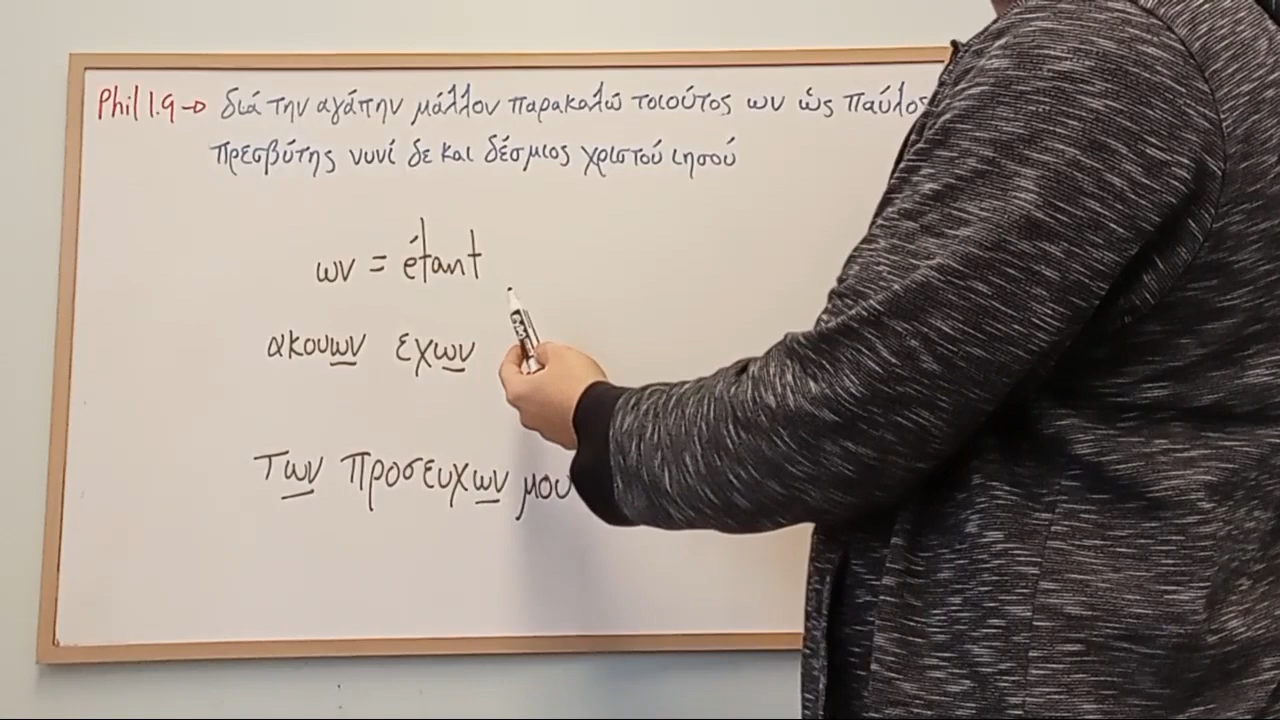 Phil 1.9→ διά την αγάπην μάλλον παρακαλώ τοιούτος ων ὡς παύλος
πρεσβύτης νυνί δε και δέσμιος χριστού ιησού
ων = étant
ακουων εχων
των προσευχων μου